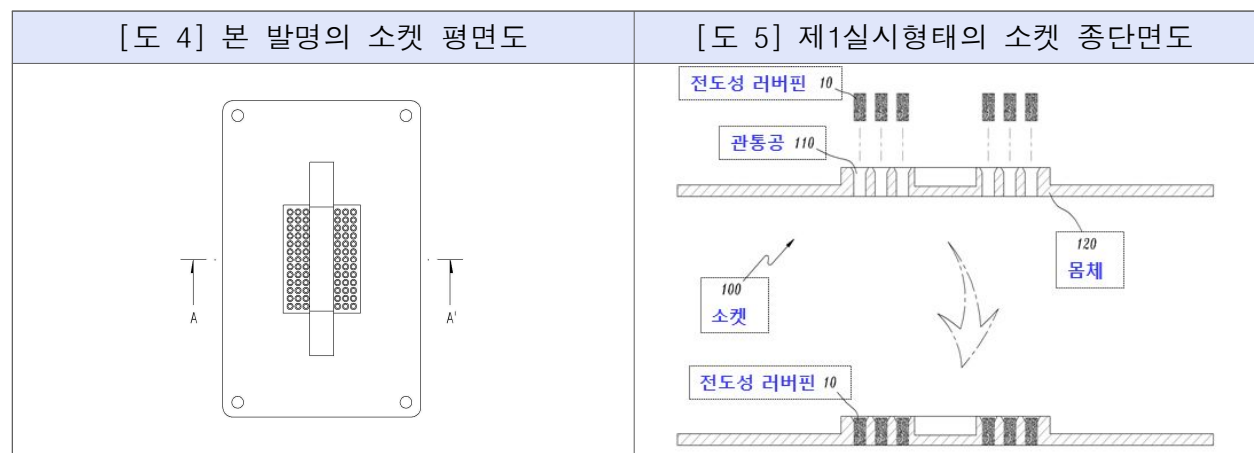 [도 4] 본 발명의 소켓 평면도
[도 5] 제1실시형태의 소켓 종단면도
A
A'
전도성 러버핀 10
관통공 110
120
몸체
100
소켓
전도성 러버핀 10